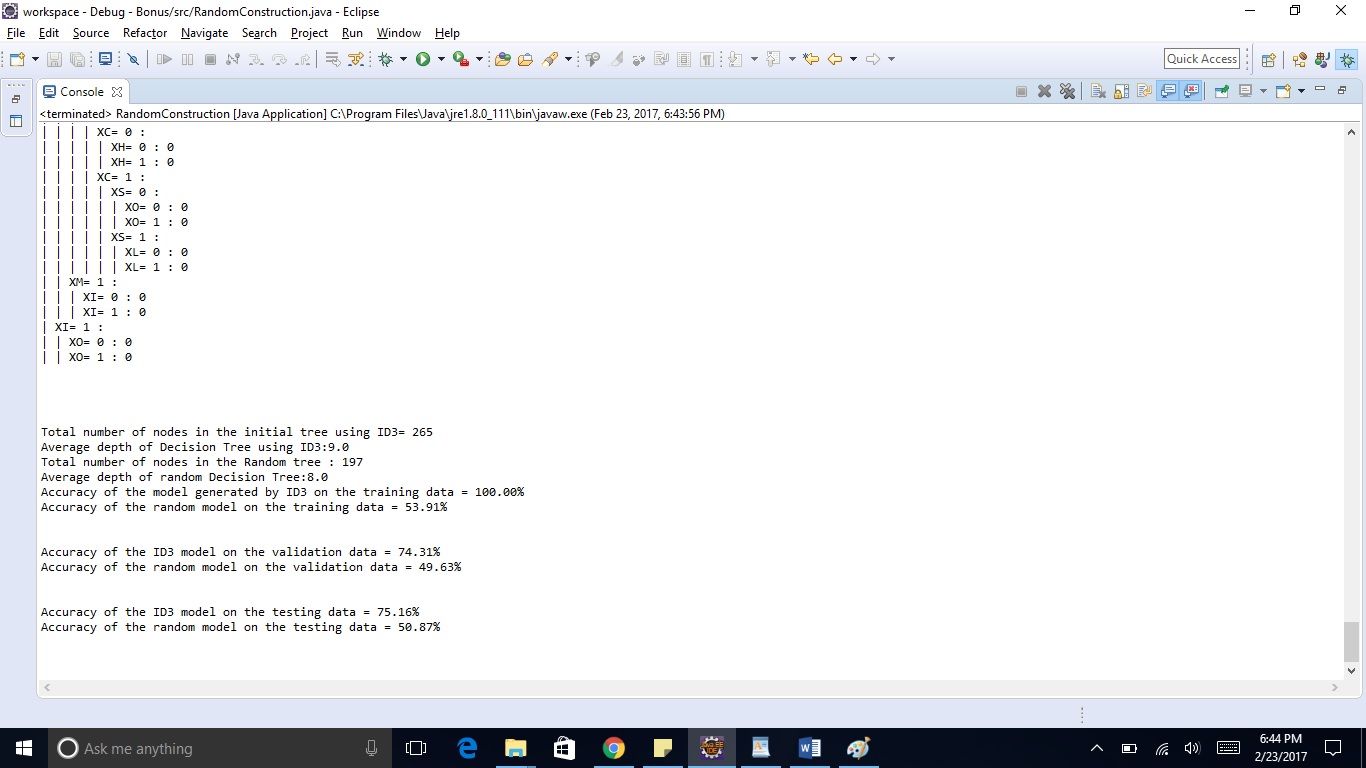 workspace - Debug - Bonus/src/RandomConstruction.java - Eclipse
File Edit Source Refactor Navigate Search Project Run Window Help
Quick Access
Console
<terminated> RandomConstruction [Java Application] C:\Program Files\Java\jre1.8.0_111\bin\javaw.exe (Feb 23, 2017, 6:43:56 PM)
| | | | XC= 0 :
| | | | | XH= 0 : 0
| | | | | XH= 1 : 0
| | | | XC= 1 :
| | | | | XS= 0 :
| | | | | | XO= 0 : 0
| | | | | | XO= 1 : 0
| | | | | XS= 1 :
| | | | | | XL= 0 : 0
| | | | | | XL= 1 : 0
| | XM= 1 :
| | | XI= 0 : 0
| | | XI= 1 : 0
| XI= 1 :
| | XO= 0 : 0
| | XO= 1 : 0
Total number of nodes in the initial tree using ID3= 265
Average depth of Decision Tree using ID3:9.0
Total number of nodes in the Random tree : 197
Average depth of random Decision Tree:8.0
Accuracy of the model generated by ID3 on the training data = 100.00%
Accuracy of the random model on the training data = 53.91%
Accuracy of the ID3 model on the validation data = 74.31%
Accuracy of the random model on the validation data = 49.63%
Accuracy of the ID3 model on the testing data = 75.16%
Accuracy of the random model on the testing data = 50.87%
Ask me anything
6:44 PM
2/23/2017